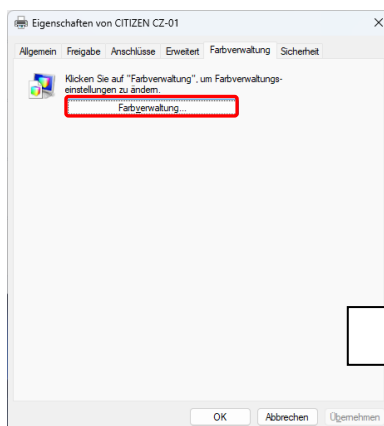 Eigenschaften von CITIZEN CZ-01
Allgemein Freigabe Anschlüsse Erweitert Farbverwaltung Sicherheit
Klicken Sie auf "Farbverwaltung", um Farbverwaltungs-
einstellungen zu ändern.
Farbverwaltung...
OK Abbrechen Übernehmen